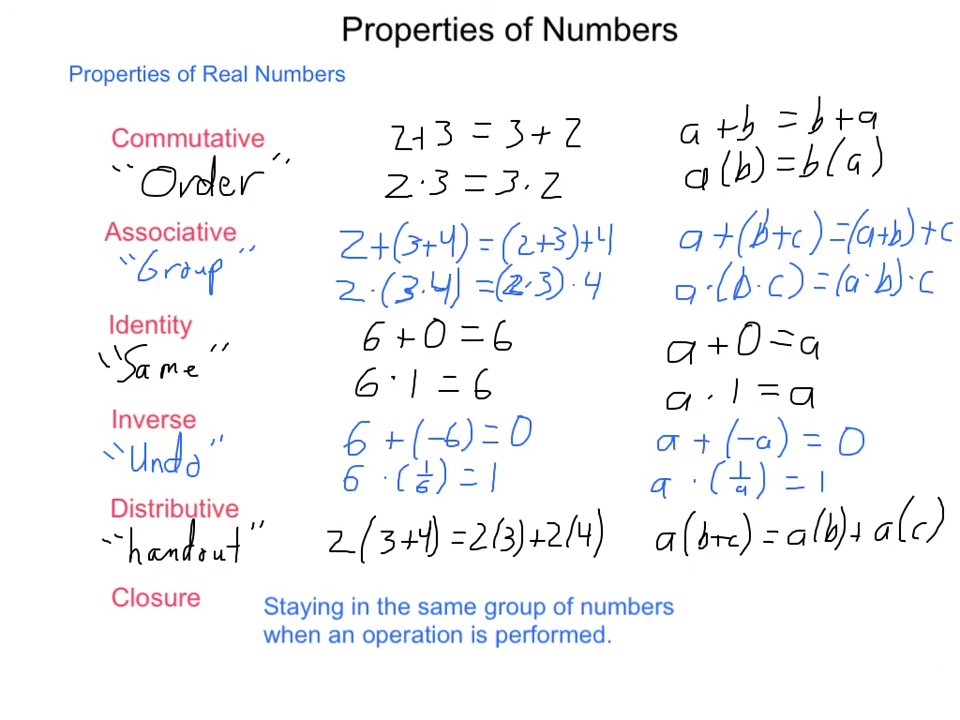 Properties of Numbers
Properties of Real Numbers
Commutative 2+3 = 3+2 a+b = b+a
"Order" 2·3 = 3·2 a(b) = b(a)
Associative 2+(3+4)=(2+3)+4 a+(b+c)=(a+b)+c
"Group" 2·(3·4)=(2·3)·4 a·(b·c)=(a·b)·c
Identity 6+0=6 a+0=a
"Same" 6·1=6 a·1=a
Inverse 6+(-6)=0 a+(-a)=0
"Undo" 6·(1/6)=1 a·(1/a)=1
Distributive
"handout" 2(3+4)=2(3)+2(4) a(b+c)=a(b)+a(c)
Closure Staying in the same group of numbers
when an operation is performed.